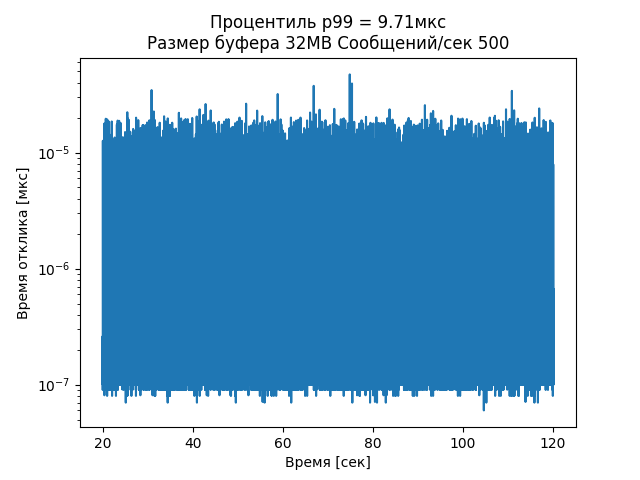 Процентиль p99 = 9.71мкс
Размер буфера 32MB Сообщений/сек 500
Время отклика [мкс]
10⁻⁵
10⁻⁶
10⁻⁷
20 40 60 80 100 120
Время [сек]